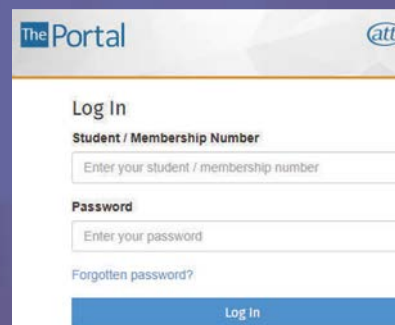 The Portal
att
Log In
Student / Membership Number
Enter your student / membership number
Password
Enter your password
Forgotten password?
Log In